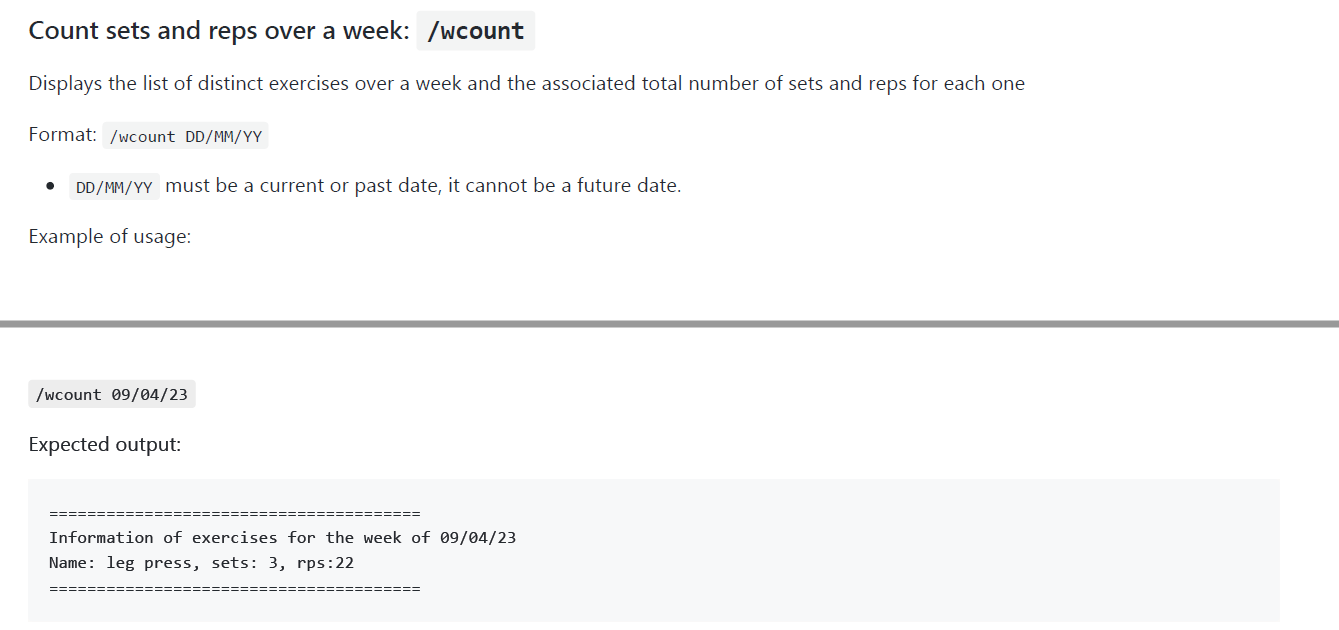 Count sets and reps over a week: /wcount
Displays the list of distinct exercises over a week and the associated total number of sets and reps for each one
Format: /wcount DD/MM/YY
• DD/MM/YY must be a current or past date, it cannot be a future date.
Example of usage:
/wcount 09/04/23
Expected output:
=======================================
Information of exercises for the week of 09/04/23
Name: leg press, sets: 3, rps:22
=======================================